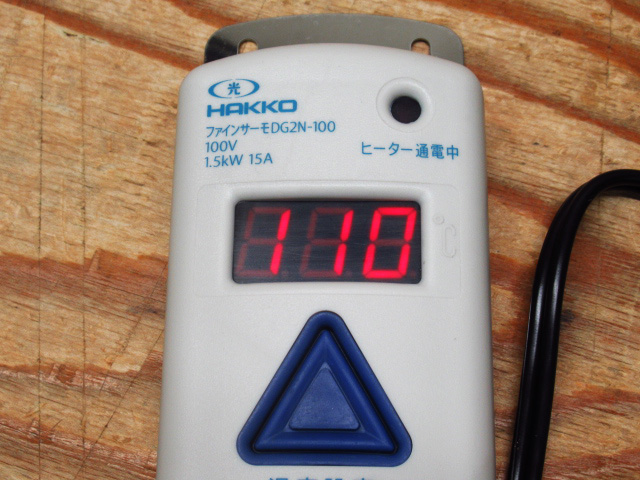 光
HAKKO
ファインサーモDG2N-100
100V
1.5kW 15A
ヒーター通電中
110
℃